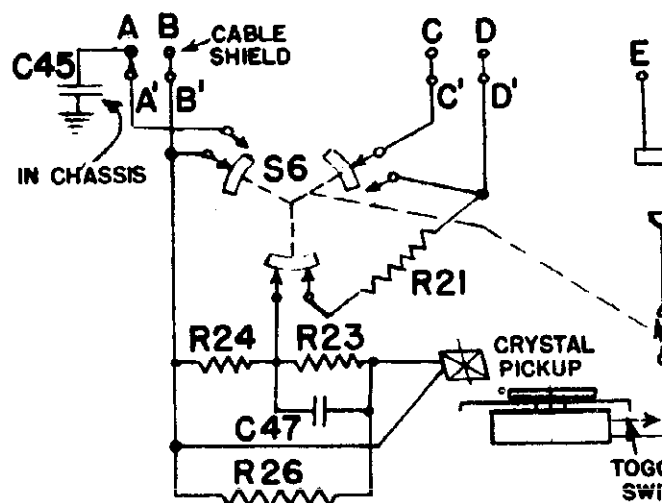 A B CABLE SHIELD C D E
C45 A' B' C' D'
IN CHASSIS
S6
R21
R24 R23
CRYSTAL PICKUP
C47
R26